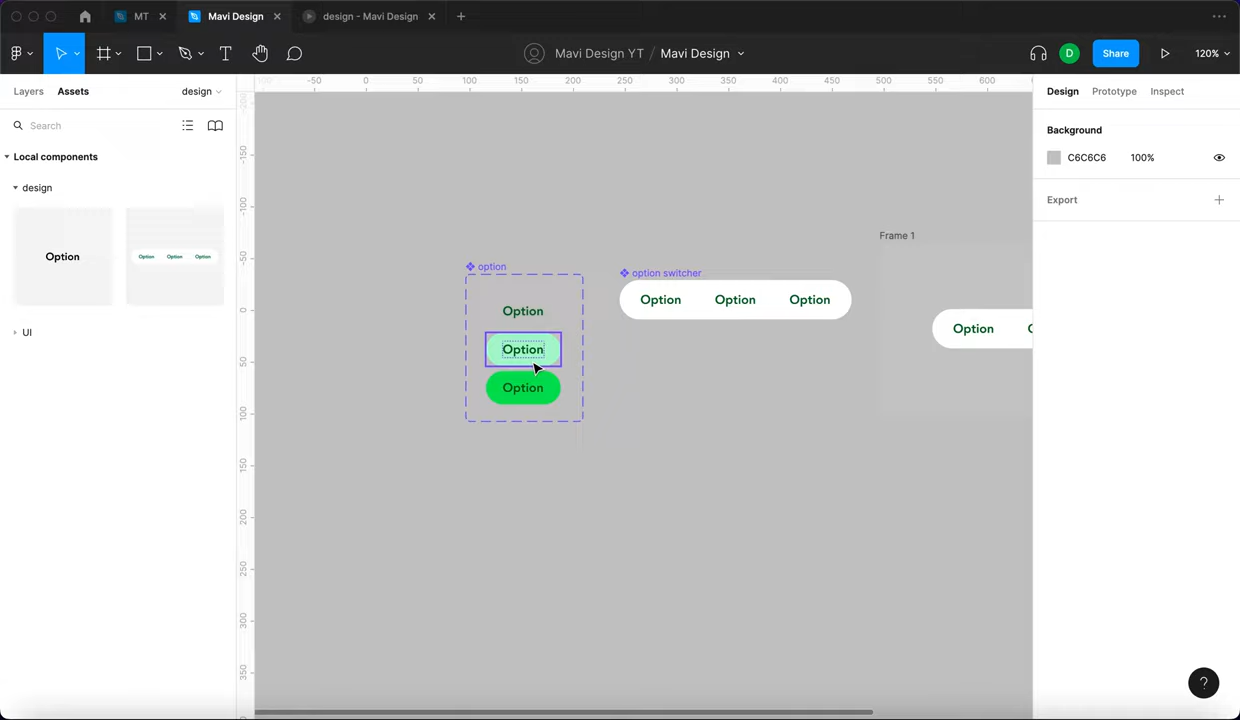 MT
Mavi Design
design - Mavi Design
Mavi Design YT / Mavi Design
D
Share
120%
Layers
Assets
design
-50 0 50 100 150 200 250 300 350 400 450 500 550 600
Design
Prototype
Inspect
Search
Background
C6C6C6
100%
Export
Local components
design
Option
Option Option Option
UI
-200
-150
-100
-50
0
50
100
150
200
250
300
350
option
Option
Option
Option
option switcher
Option Option Option
Frame 1
Option
?